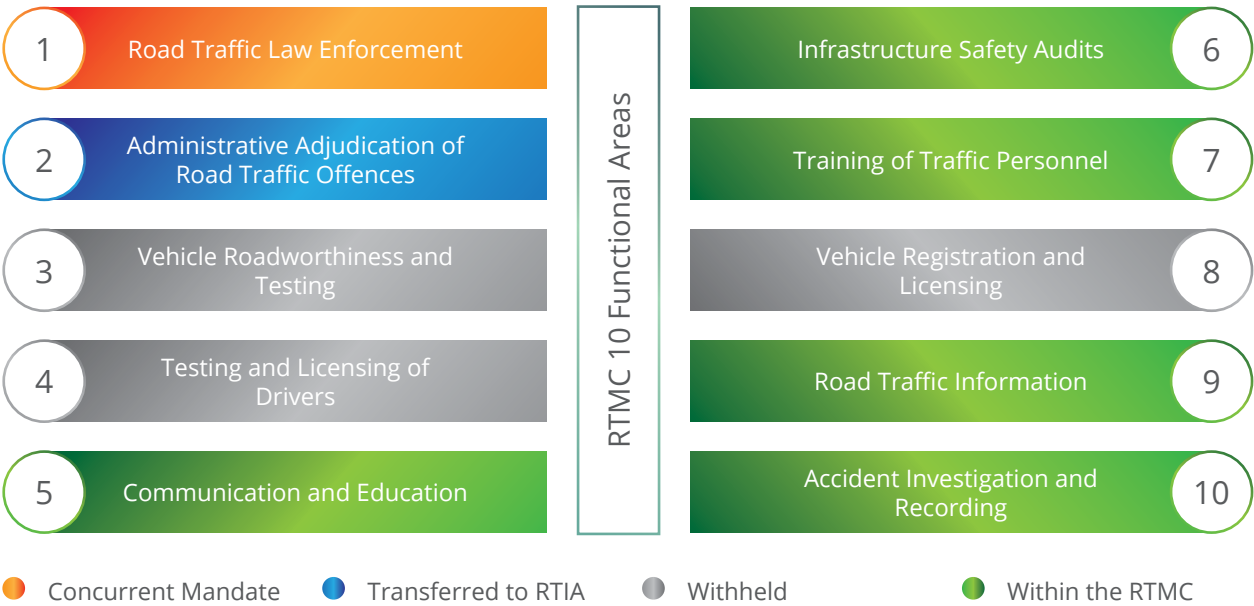 1
Road Traffic Law Enforcement
2
Administrative Adjudication of
Road Traffic Offences
3
Vehicle Roadworthiness and
Testing
4
Testing and Licensing of
Drivers
5
Communication and Education
RTMC 10 Functional Areas
Infrastructure Safety Audits
6
Training of Traffic Personnel
7
Vehicle Registration and
Licensing
8
Road Traffic Information
9
Accident Investigation and
Recording
10
Concurrent Mandate
Transferred to RTIA
Withheld
Within the RTMC